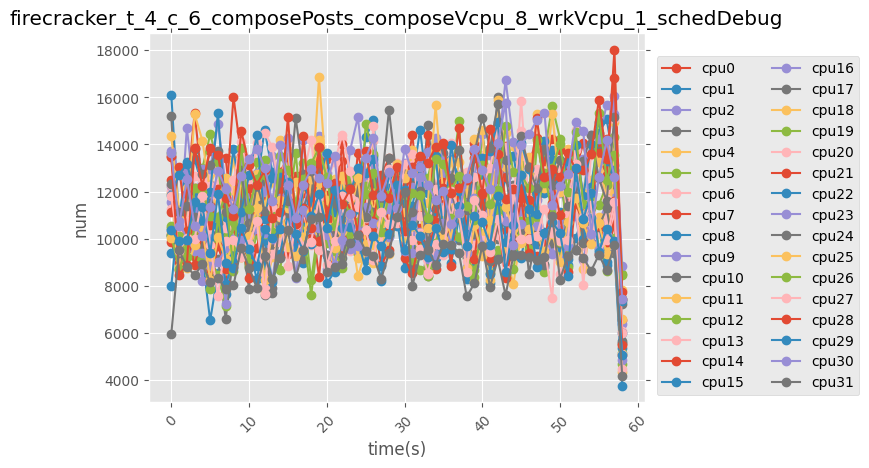 firecracker_t_4_c_6_composePosts_composeVcpu_8_wrkVcpu_1_schedDebug
18000
16000
14000
12000
10000
8000
6000
4000
num
0
10
20
30
40
50
60
time(s)
cpu0
cpu1
cpu2
cpu3
cpu4
cpu5
cpu6
cpu7
cpu8
cpu9
cpu10
cpu11
cpu12
cpu13
cpu14
cpu15
cpu16
cpu17
cpu18
cpu19
cpu20
cpu21
cpu22
cpu23
cpu24
cpu25
cpu26
cpu27
cpu28
cpu29
cpu30
cpu31